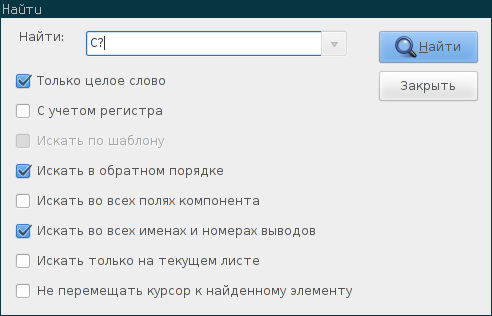 Найти
Найти: C? Найти
Закрыть
Только целое слово
С учетом регистра
Искать по шаблону
Искать в обратном порядке
Искать во всех полях компонента
Искать во всех именах и номерах выводов
Искать только на текущем листе
Не перемещать курсор к найденному элементу